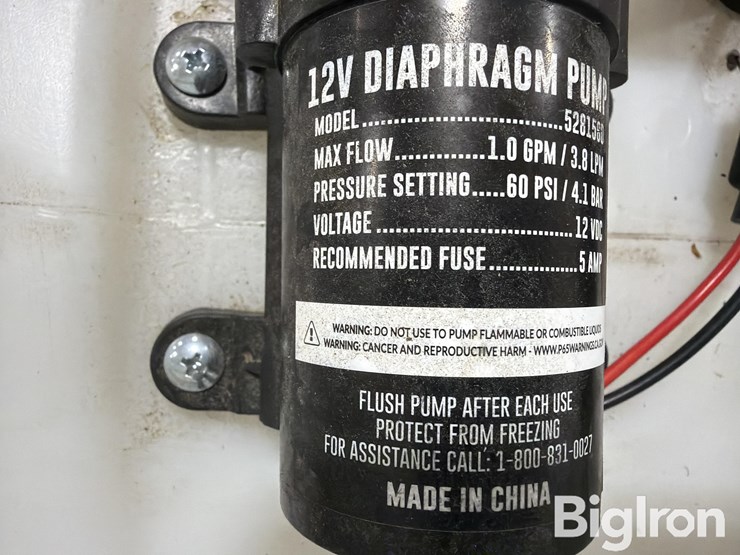 12V DIAPHRAGM PUMP
MODEL..............................52815GB
MAX FLOW..............1.0 GPM / 3.8 LPM
PRESSURE SETTING.....60 PSI / 4.1 BAR
VOLTAGE..............................12 VDC
RECOMMENDED FUSE..............5 AMP
WARNING: DO NOT USE TO PUMP FLAMMABLE OR COMBUSTIBLE LIQUIDS
WARNING: CANCER AND REPRODUCTIVE HARM - WWW.P65WARNINGS.CA.GOV
FLUSH PUMP AFTER EACH USE
PROTECT FROM FREEZING
FOR ASSISTANCE CALL: 1-800-831-0027
MADE IN CHINA
BigIron